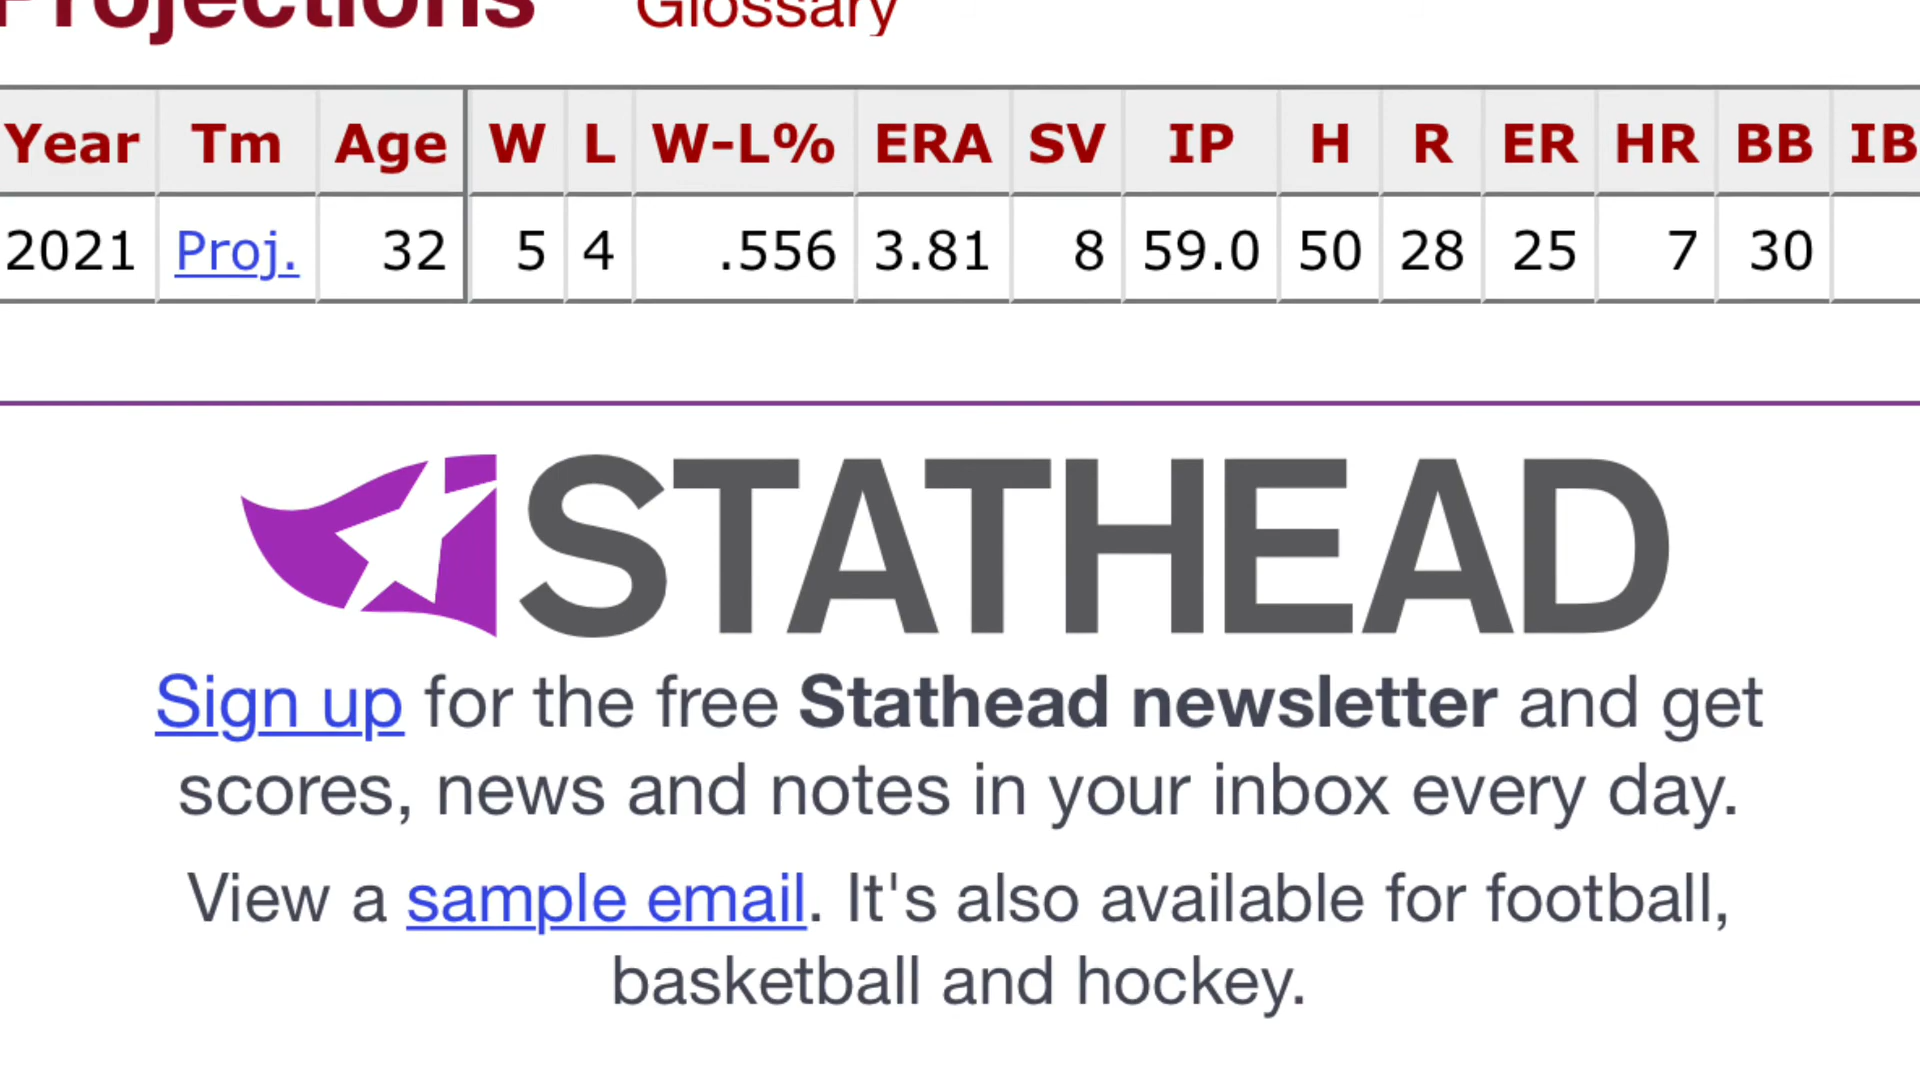 Projections Glossary
Year Tm Age W L W-L% ERA SV IP H R ER HR BB IB
2021 Proj. 32 5 4 .556 3.81 8 59.0 50 28 25 7 30
STATHEAD
Sign up for the free Stathead newsletter and get
scores, news and notes in your inbox every day.
View a sample email. It's also available for football,
basketball and hockey.